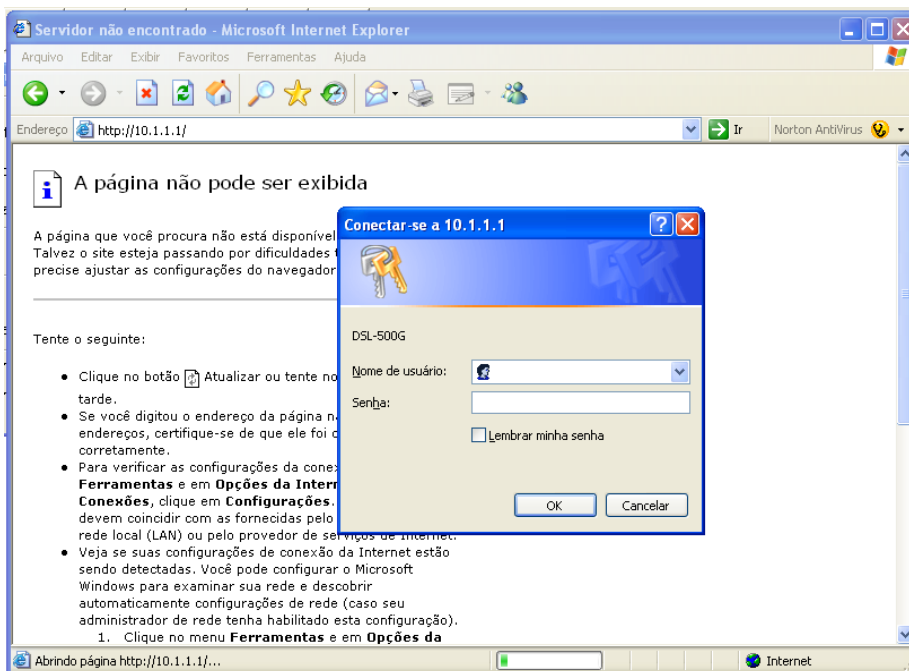 Servidor não encontrado - Microsoft Internet Explorer
Arquivo Editar Exibir Favoritos Ferramentas Ajuda
Endereço http://10.1.1.1/ Ir Norton AntiVirus
A página não pode ser exibida
A página que você procura não está disponível
Talvez o site esteja passando por dificuldades
precise ajustar as configurações do navegador
Tente o seguinte:
• Clique no botão Atualizar ou tente no
tarde.
• Se você digitou o endereço da página n
endereços, certifique-se de que ele foi
corretamente.
• Para verificar as configurações da cone
Ferramentas e em Opções da Inter
Conexões, clique em Configurações.
devem coincidir com as fornecidas pelo
rede local (LAN) ou pelo provedor de serviços de Internet.
• Veja se suas configurações de conexão da Internet estão
sendo detectadas. Você pode configurar o Microsoft
Windows para examinar sua rede e descobrir
automaticamente configurações de rede (caso seu
administrador de rede tenha habilitado esta configuração).
1. Clique no menu Ferramentas e em Opções da
Conectar-se a 10.1.1.1
DSL-500G
Nome de usuário:
Senha:
Lembrar minha senha
OK Cancelar
Abrindo página http://10.1.1.1/... Internet